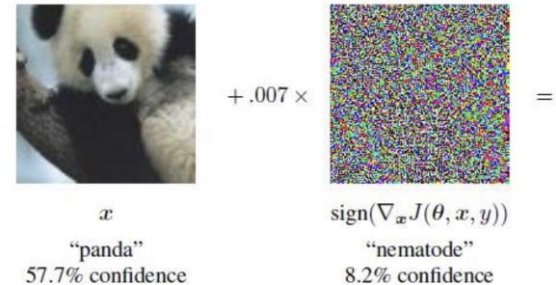 + .007 ×
=
x
sign(∇ₓJ(θ, x, y))
“panda”
“nematode”
57.7% confidence
8.2% confidence